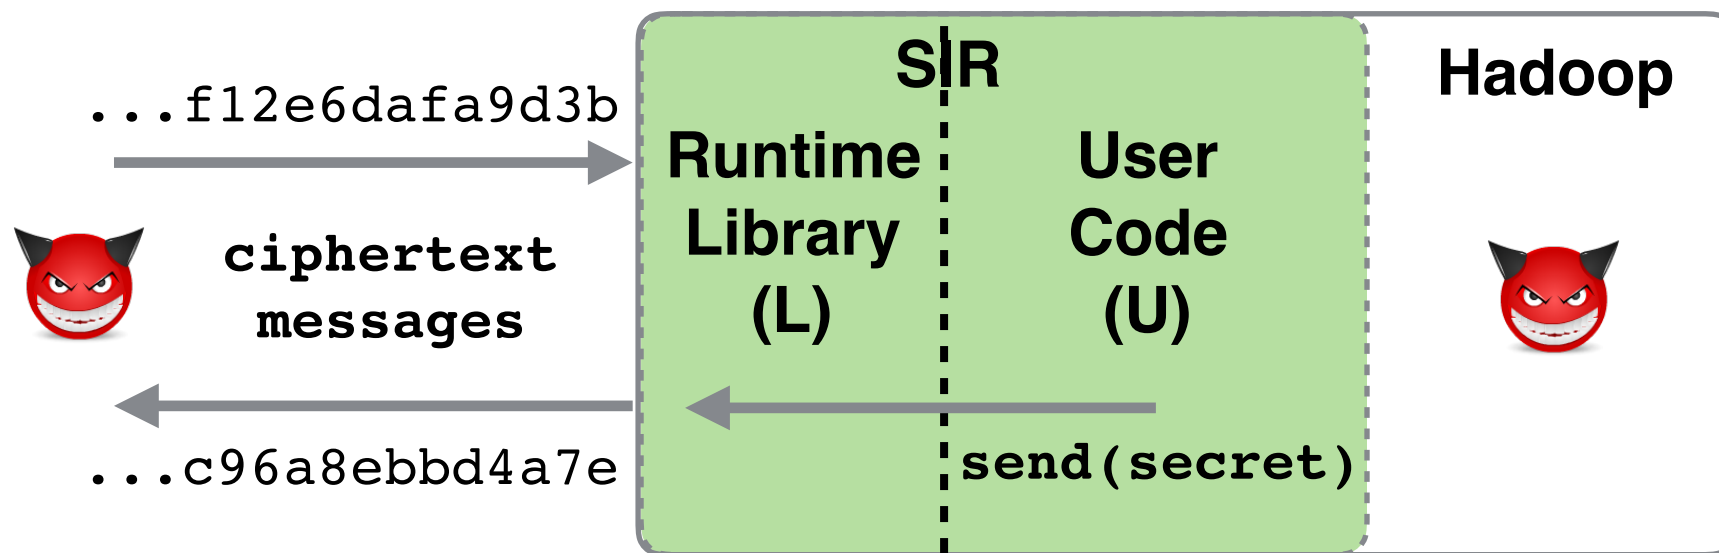 ...f12e6dafa9d3b
ciphertext
messages
...c96a8ebbd4a7e
SIR
Runtime
Library
(L)
User
Code
(U)
send(secret)
Hadoop